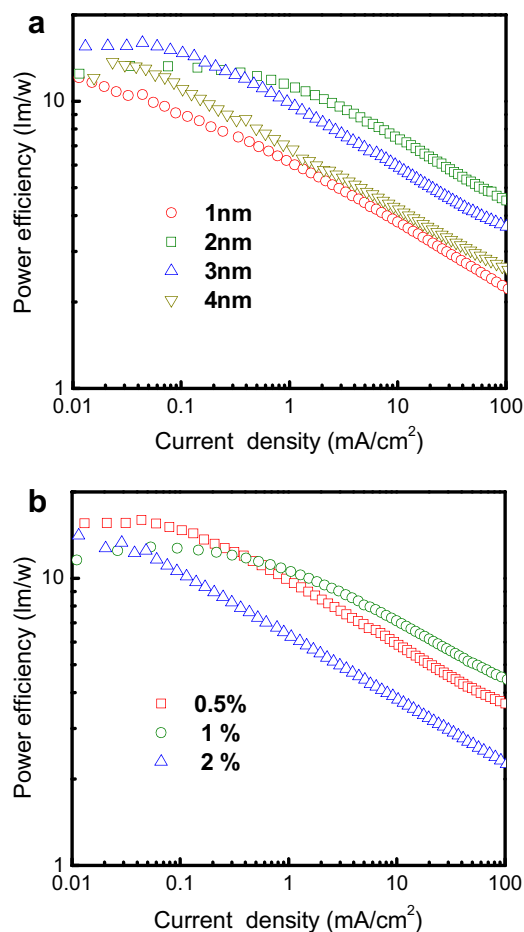 a
Power efficiency (lm/w)
10
1
1nm
2nm
3nm
4nm
0.01 0.1 1 10 100
Current density (mA/cm²)
b
Power efficiency (lm/w)
10
1
0.5%
1 %
2 %
0.01 0.1 1 10 100
Current density (mA/cm²)